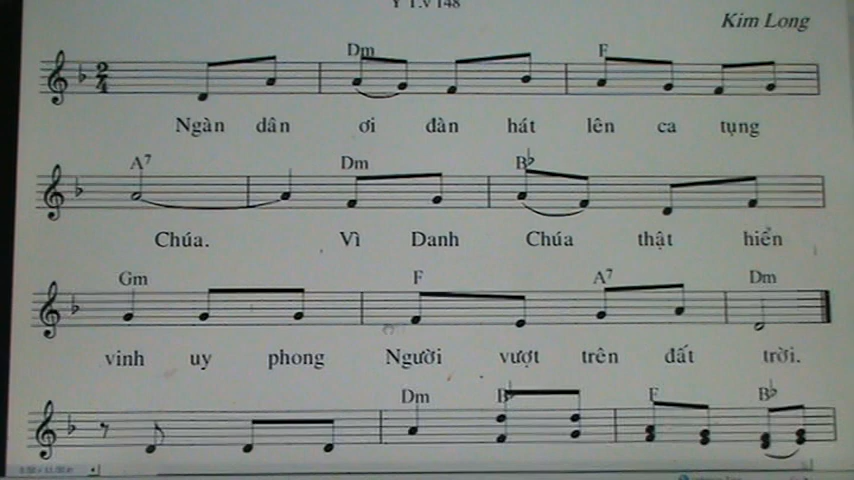 Ý T.V 148
Kim Long
Dm F
Ngàn dân ơi đàn hát lên ca tụng
A7 Dm B♭
Chúa. Vì Danh Chúa thật hiển
Gm F A7 Dm
vinh uy phong Người vượt trên đất trời.
Dm B♭ F B♭